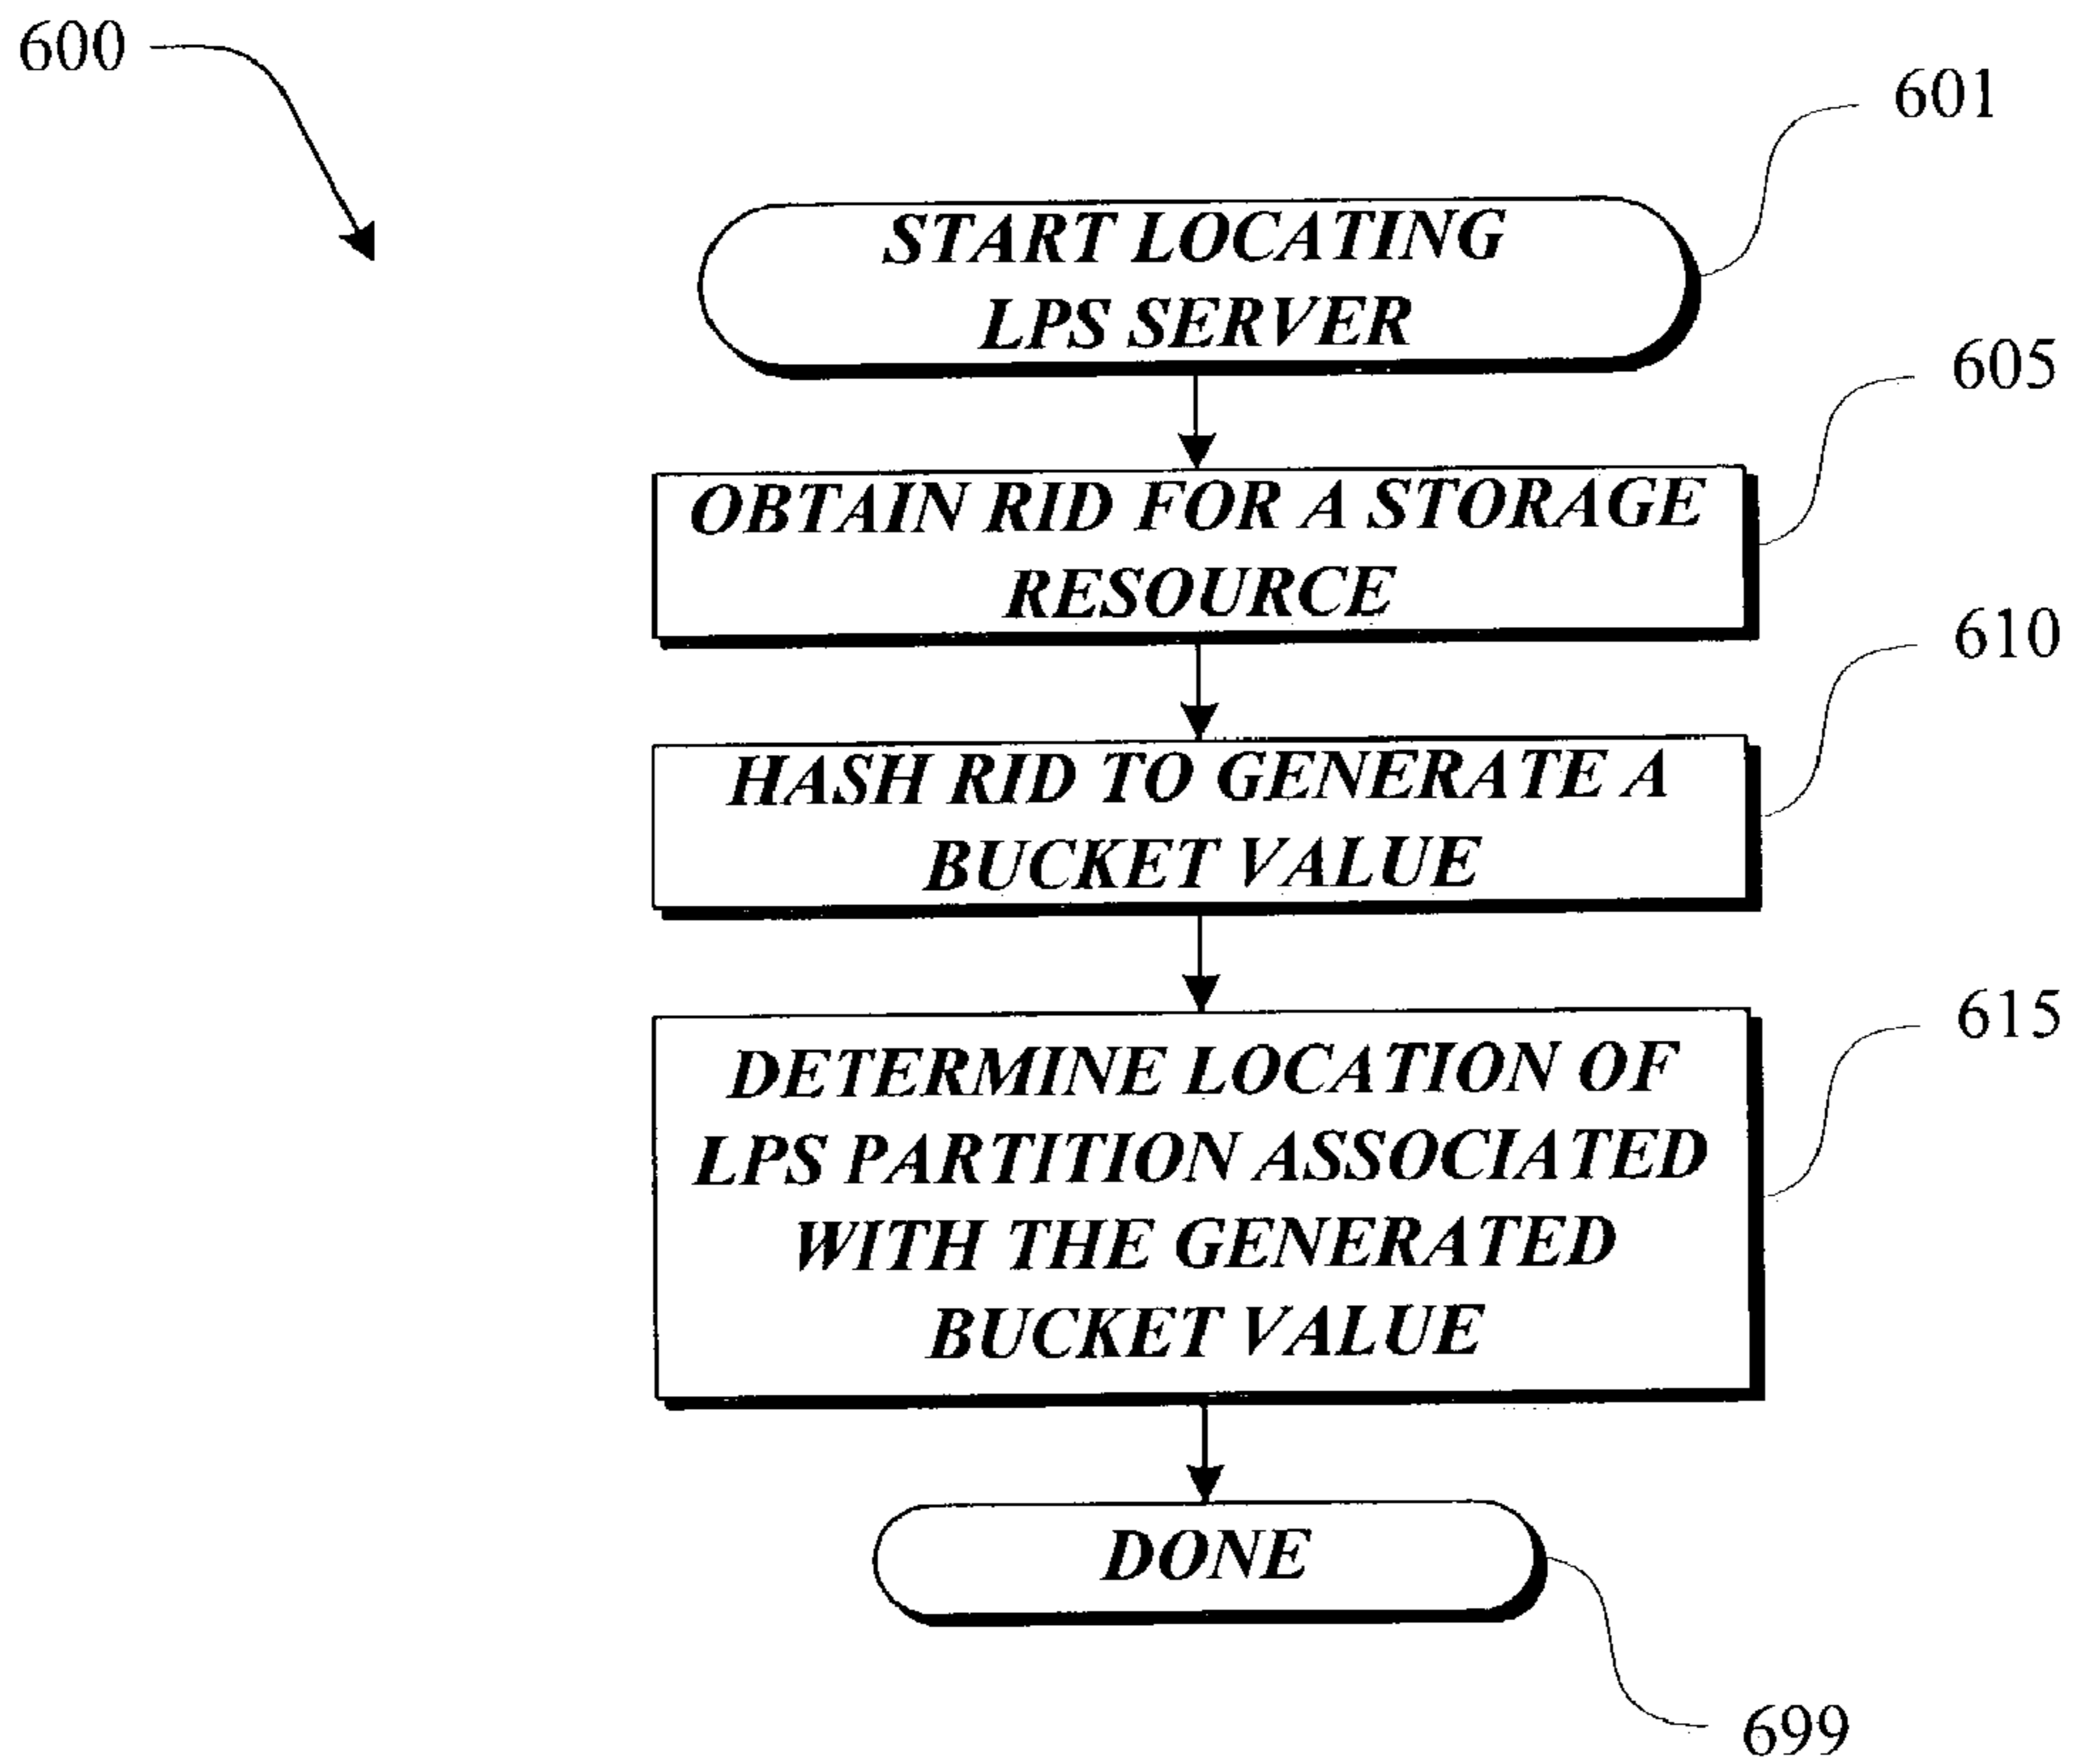 600
601
START LOCATING
LPS SERVER
605
OBTAIN RID FOR A STORAGE
RESOURCE
610
HASH RID TO GENERATE A
BUCKET VALUE
615
DETERMINE LOCATION OF
LPS PARTITION ASSOCIATED
WITH THE GENERATED
BUCKET VALUE
DONE
699